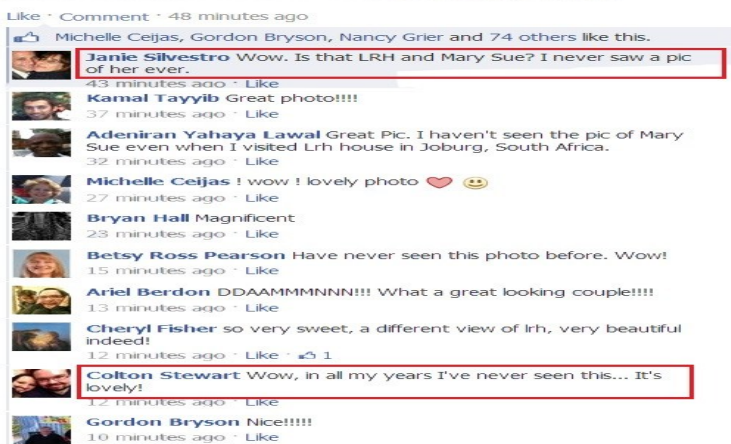 Like · Comment · 48 minutes ago
Michelle Ceijas, Gordon Bryson, Nancy Grier and 74 others like this.
Janie Silvestro Wow. Is that LRH and Mary Sue? I never saw a pic
of her ever.
43 minutes ago · Like
Kamal Tayyib Great photo!!!!
37 minutes ago · Like
Adeniran Yahaya Lawal Great Pic. I haven't seen the pic of Mary
Sue even when I visited Lrh house in Joburg, South Africa.
32 minutes ago · Like
Michelle Ceijas ! wow ! lovely photo
27 minutes ago · Like
Bryan Hall Magnificent
23 minutes ago · Like
Betsy Ross Pearson Have never seen this photo before. Wow!
15 minutes ago · Like
Ariel Berdon DDAAMMMNNN!!! What a great looking couple!!!!
13 minutes ago · Like
Cheryl Fisher so very sweet, a different view of lrh, very beautiful
indeed!
12 minutes ago · Like · 1
Colton Stewart Wow, in all my years I've never seen this... It's
lovely!
12 minutes ago · Like
Gordon Bryson Nice!!!!!
10 minutes ago · Like